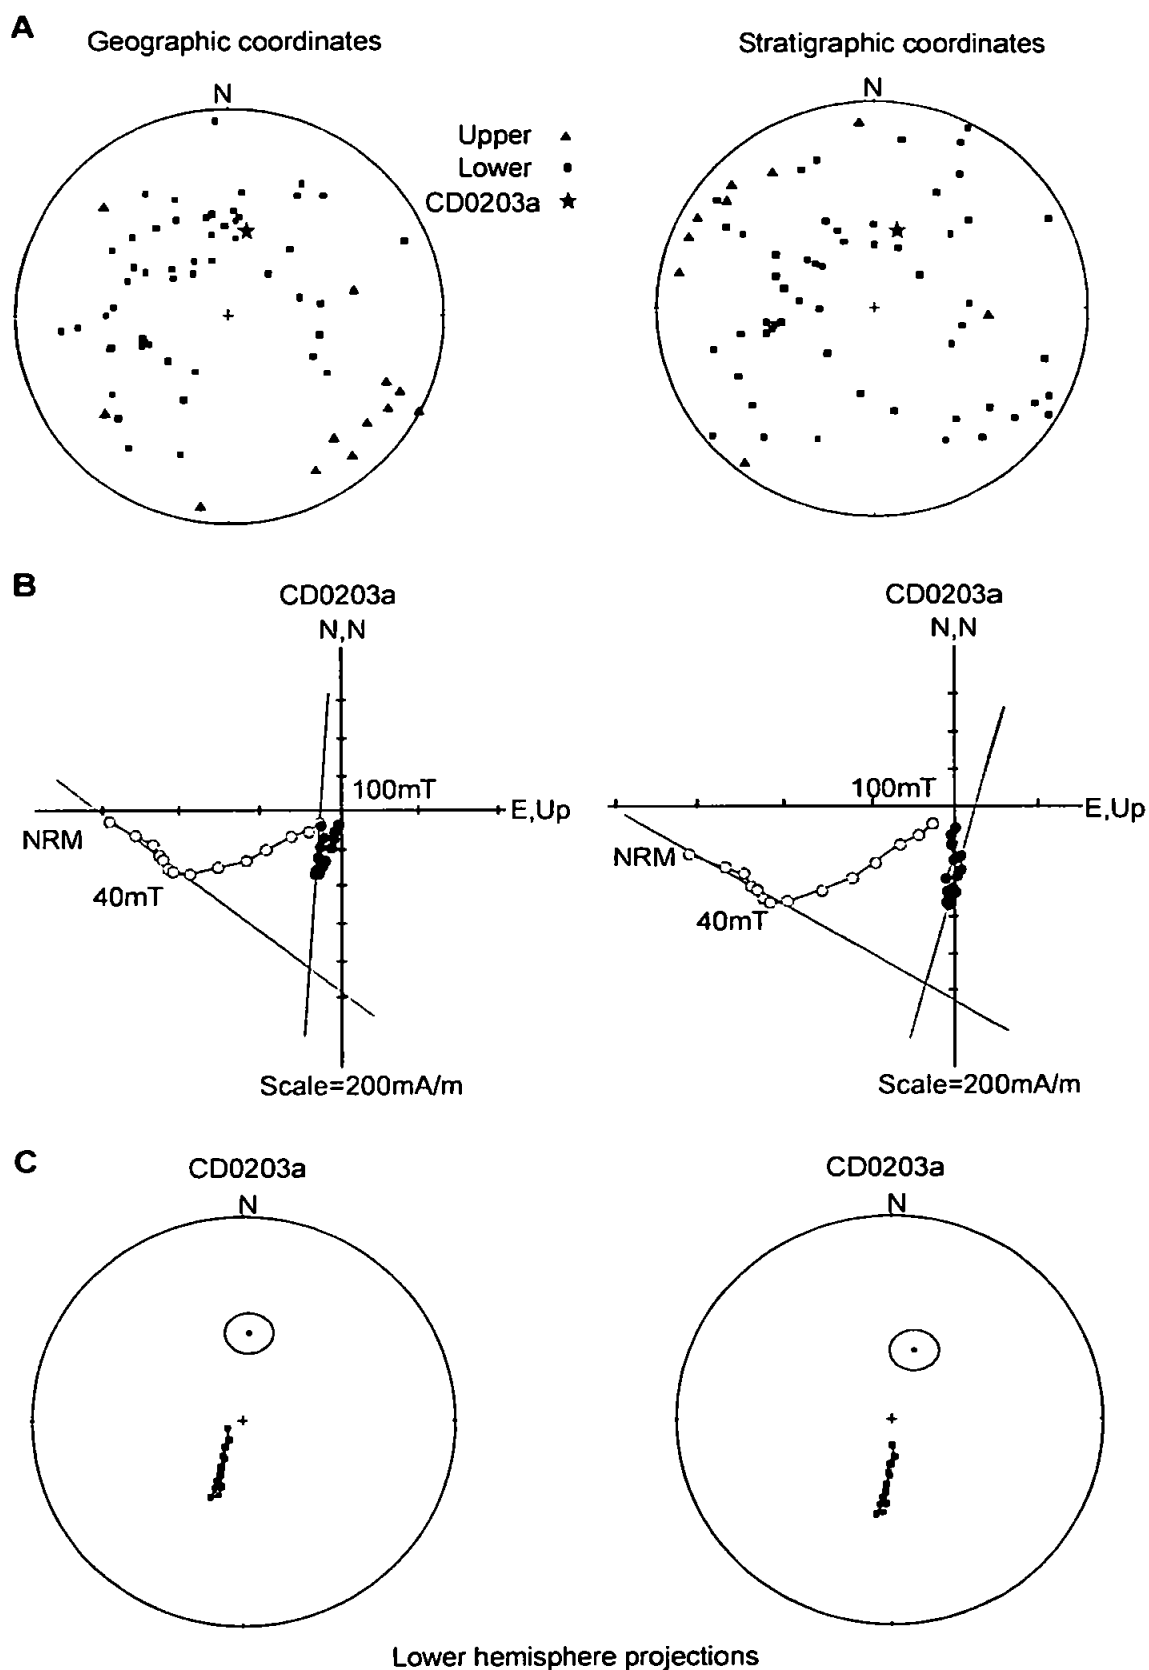 A
Geographic coordinates
Stratigraphic coordinates
N
N
Upper
Lower
CD0203a
B
CD0203a
CD0203a
N,N
N,N
100mT
100mT
E,Up
E,Up
NRM
NRM
40mT
40mT
Scale=200mA/m
Scale=200mA/m
C
CD0203a
CD0203a
N
N
Lower hemisphere projections